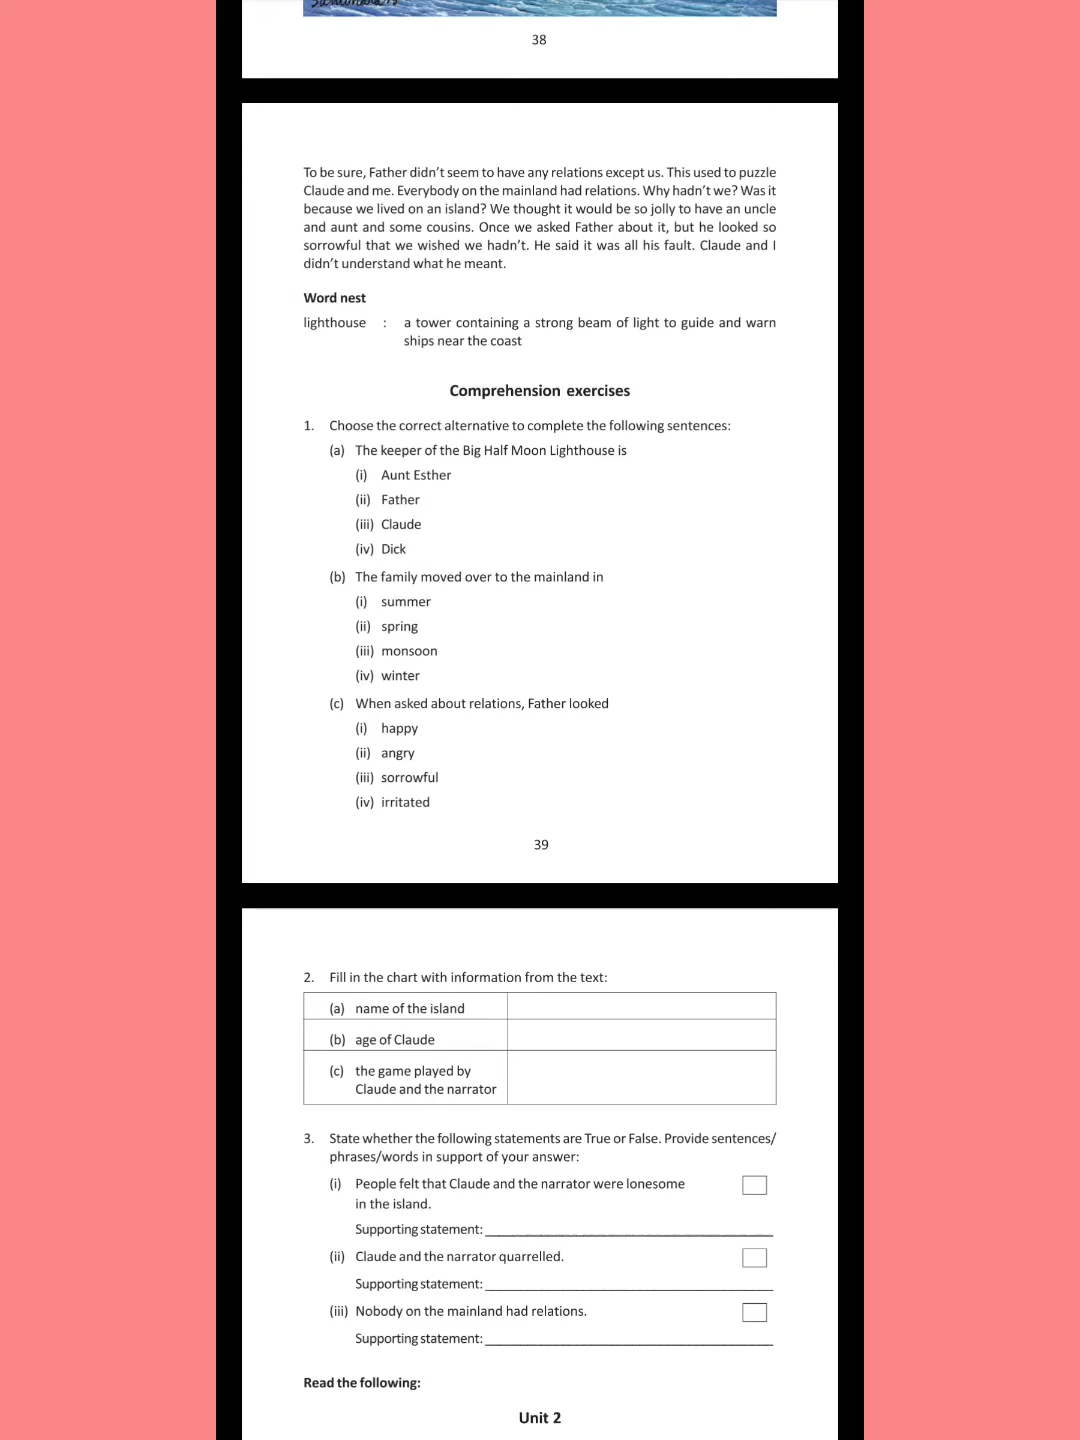 38
To be sure, Father didn't seem to have any relations except us. This used to puzzle
Claude and me. Everybody on the mainland had relations. Why hadn't we? Was it
because we lived on an island? We thought it would be so jolly to have an uncle
and aunt and some cousins. Once we asked Father about it, but he looked so
sorrowful that we wished we hadn't. He said it was all his fault. Claude and I
didn't understand what he meant.
Word nest
lighthouse : a tower containing a strong beam of light to guide and warn
ships near the coast
Comprehension exercises
1. Choose the correct alternative to complete the following sentences:
(a) The keeper of the Big Half Moon Lighthouse is
(i) Aunt Esther
(ii) Father
(iii) Claude
(iv) Dick
(b) The family moved over to the mainland in
(i) summer
(ii) spring
(iii) monsoon
(iv) winter
(c) When asked about relations, Father looked
(i) happy
(ii) angry
(iii) sorrowful
(iv) irritated
39
2. Fill in the chart with information from the text:
(a) name of the island
(b) age of Claude
(c) the game played by
Claude and the narrator
3. State whether the following statements are True or False. Provide sentences/
phrases/words in support of your answer:
(i) People felt that Claude and the narrator were lonesome
in the island.
Supporting statement:
(ii) Claude and the narrator quarrelled.
Supporting statement:
(iii) Nobody on the mainland had relations.
Supporting statement:
Read the following:
Unit 2